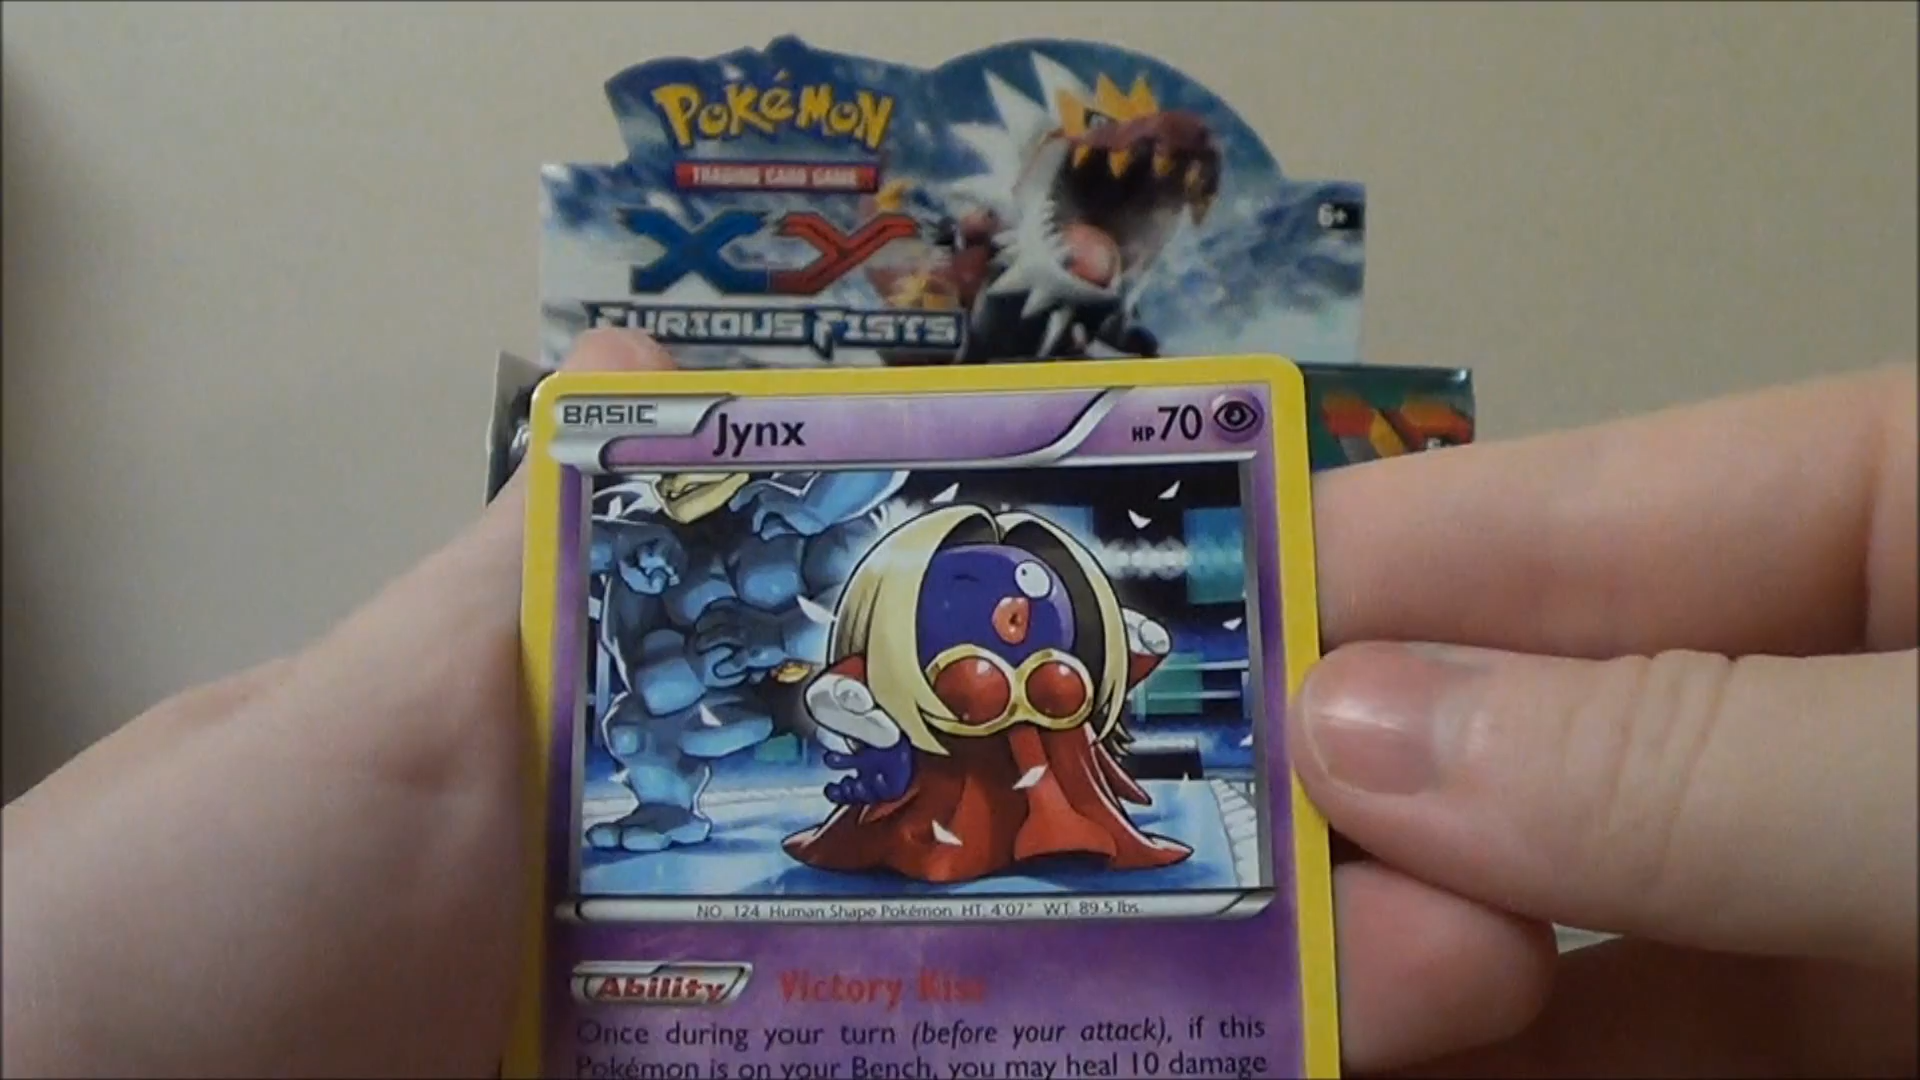 Pokémon
TRADING CARD GAME
XY
6+
FURIOUS FISTS
BASIC
Jynx
HP 70
NO. 124 Human Shape Pokémon HT: 4'07" WT: 89.5 lbs.
Ability Victory Kiss
Once during your turn (before your attack), if this
Pokémon is on your Bench, you may heal 10 damage